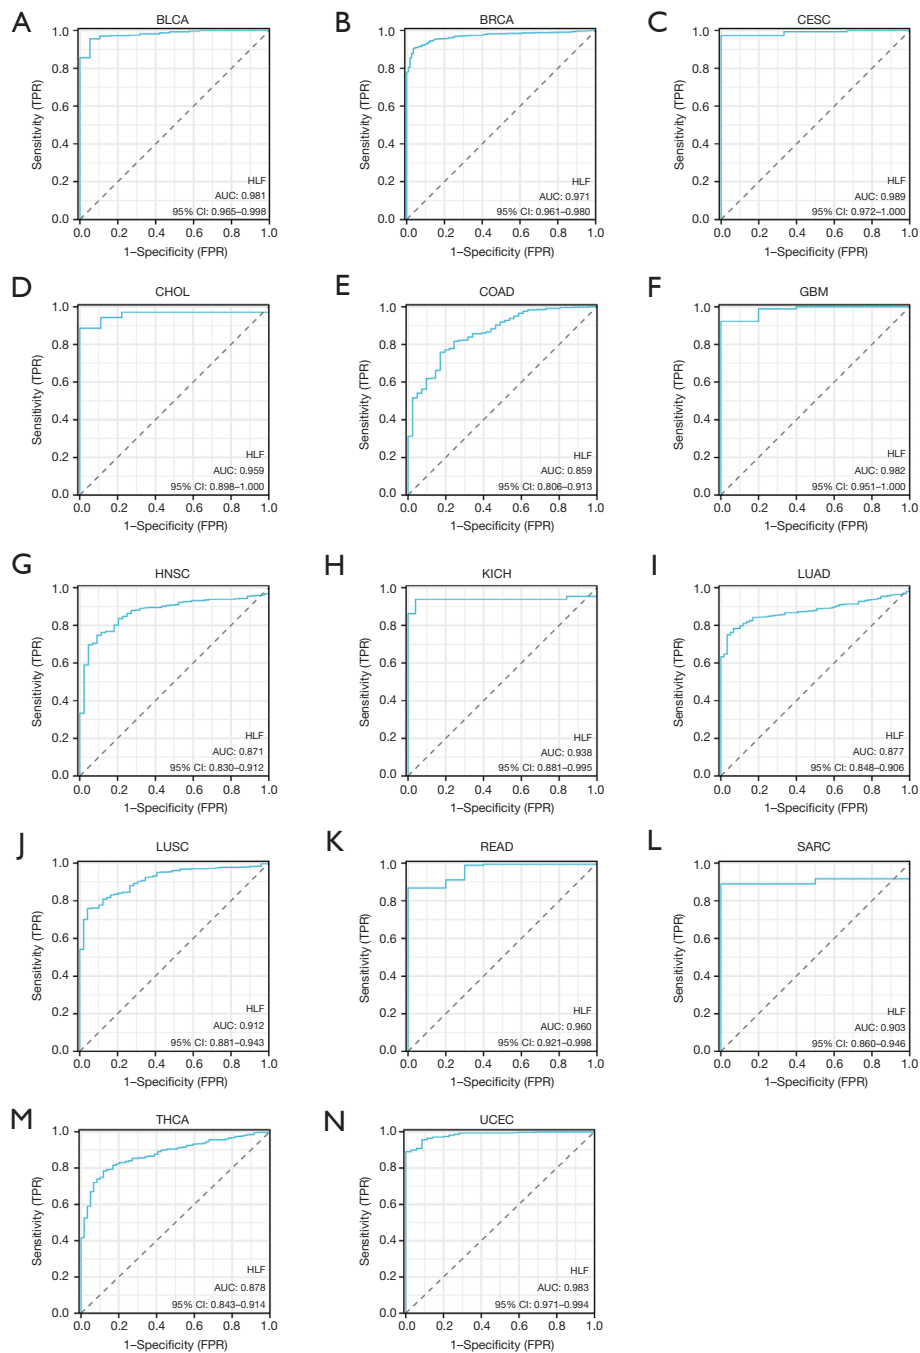 A
BLCA
Sensitivity (TPR)
1.0
0.8
0.6
0.4
0.2
0.0
HLF
AUC: 0.981
95% CI: 0.965–0.998
0.0 0.2 0.4 0.6 0.8 1.0
1–Specificity (FPR)
B
BRCA
Sensitivity (TPR)
1.0
0.8
0.6
0.4
0.2
0.0
HLF
AUC: 0.971
95% CI: 0.961–0.980
0.0 0.2 0.4 0.6 0.8 1.0
1–Specificity (FPR)
C
CESC
Sensitivity (TPR)
1.0
0.8
0.6
0.4
0.2
0.0
HLF
AUC: 0.989
95% CI: 0.972–1.000
0.0 0.2 0.4 0.6 0.8 1.0
1–Specificity (FPR)
D
CHOL
Sensitivity (TPR)
1.0
0.8
0.6
0.4
0.2
0.0
HLF
AUC: 0.959
95% CI: 0.898–1.000
0.0 0.2 0.4 0.6 0.8 1.0
1–Specificity (FPR)
E
COAD
Sensitivity (TPR)
1.0
0.8
0.6
0.4
0.2
0.0
HLF
AUC: 0.859
95% CI: 0.806–0.913
0.0 0.2 0.4 0.6 0.8 1.0
1–Specificity (FPR)
F
GBM
Sensitivity (TPR)
1.0
0.8
0.6
0.4
0.2
0.0
HLF
AUC: 0.982
95% CI: 0.951–1.000
0.0 0.2 0.4 0.6 0.8 1.0
1–Specificity (FPR)
G
HNSC
Sensitivity (TPR)
1.0
0.8
0.6
0.4
0.2
0.0
HLF
AUC: 0.871
95% CI: 0.830–0.912
0.0 0.2 0.4 0.6 0.8 1.0
1–Specificity (FPR)
H
KICH
Sensitivity (TPR)
1.0
0.8
0.6
0.4
0.2
0.0
HLF
AUC: 0.938
95% CI: 0.881–0.995
0.0 0.2 0.4 0.6 0.8 1.0
1–Specificity (FPR)
I
LUAD
Sensitivity (TPR)
1.0
0.8
0.6
0.4
0.2
0.0
HLF
AUC: 0.877
95% CI: 0.848–0.906
0.0 0.2 0.4 0.6 0.8 1.0
1–Specificity (FPR)
J
LUSC
Sensitivity (TPR)
1.0
0.8
0.6
0.4
0.2
0.0
HLF
AUC: 0.912
95% CI: 0.881–0.943
0.0 0.2 0.4 0.6 0.8 1.0
1–Specificity (FPR)
K
READ
Sensitivity (TPR)
1.0
0.8
0.6
0.4
0.2
0.0
HLF
AUC: 0.960
95% CI: 0.921–0.998
0.0 0.2 0.4 0.6 0.8 1.0
1–Specificity (FPR)
L
SARC
Sensitivity (TPR)
1.0
0.8
0.6
0.4
0.2
0.0
HLF
AUC: 0.903
95% CI: 0.860–0.946
0.0 0.2 0.4 0.6 0.8 1.0
1–Specificity (FPR)
M
THCA
Sensitivity (TPR)
1.0
0.8
0.6
0.4
0.2
0.0
HLF
AUC: 0.878
95% CI: 0.843–0.914
0.0 0.2 0.4 0.6 0.8 1.0
1–Specificity (FPR)
N
UCEC
Sensitivity (TPR)
1.0
0.8
0.6
0.4
0.2
0.0
HLF
AUC: 0.983
95% CI: 0.971–0.994
0.0 0.2 0.4 0.6 0.8 1.0
1–Specificity (FPR)